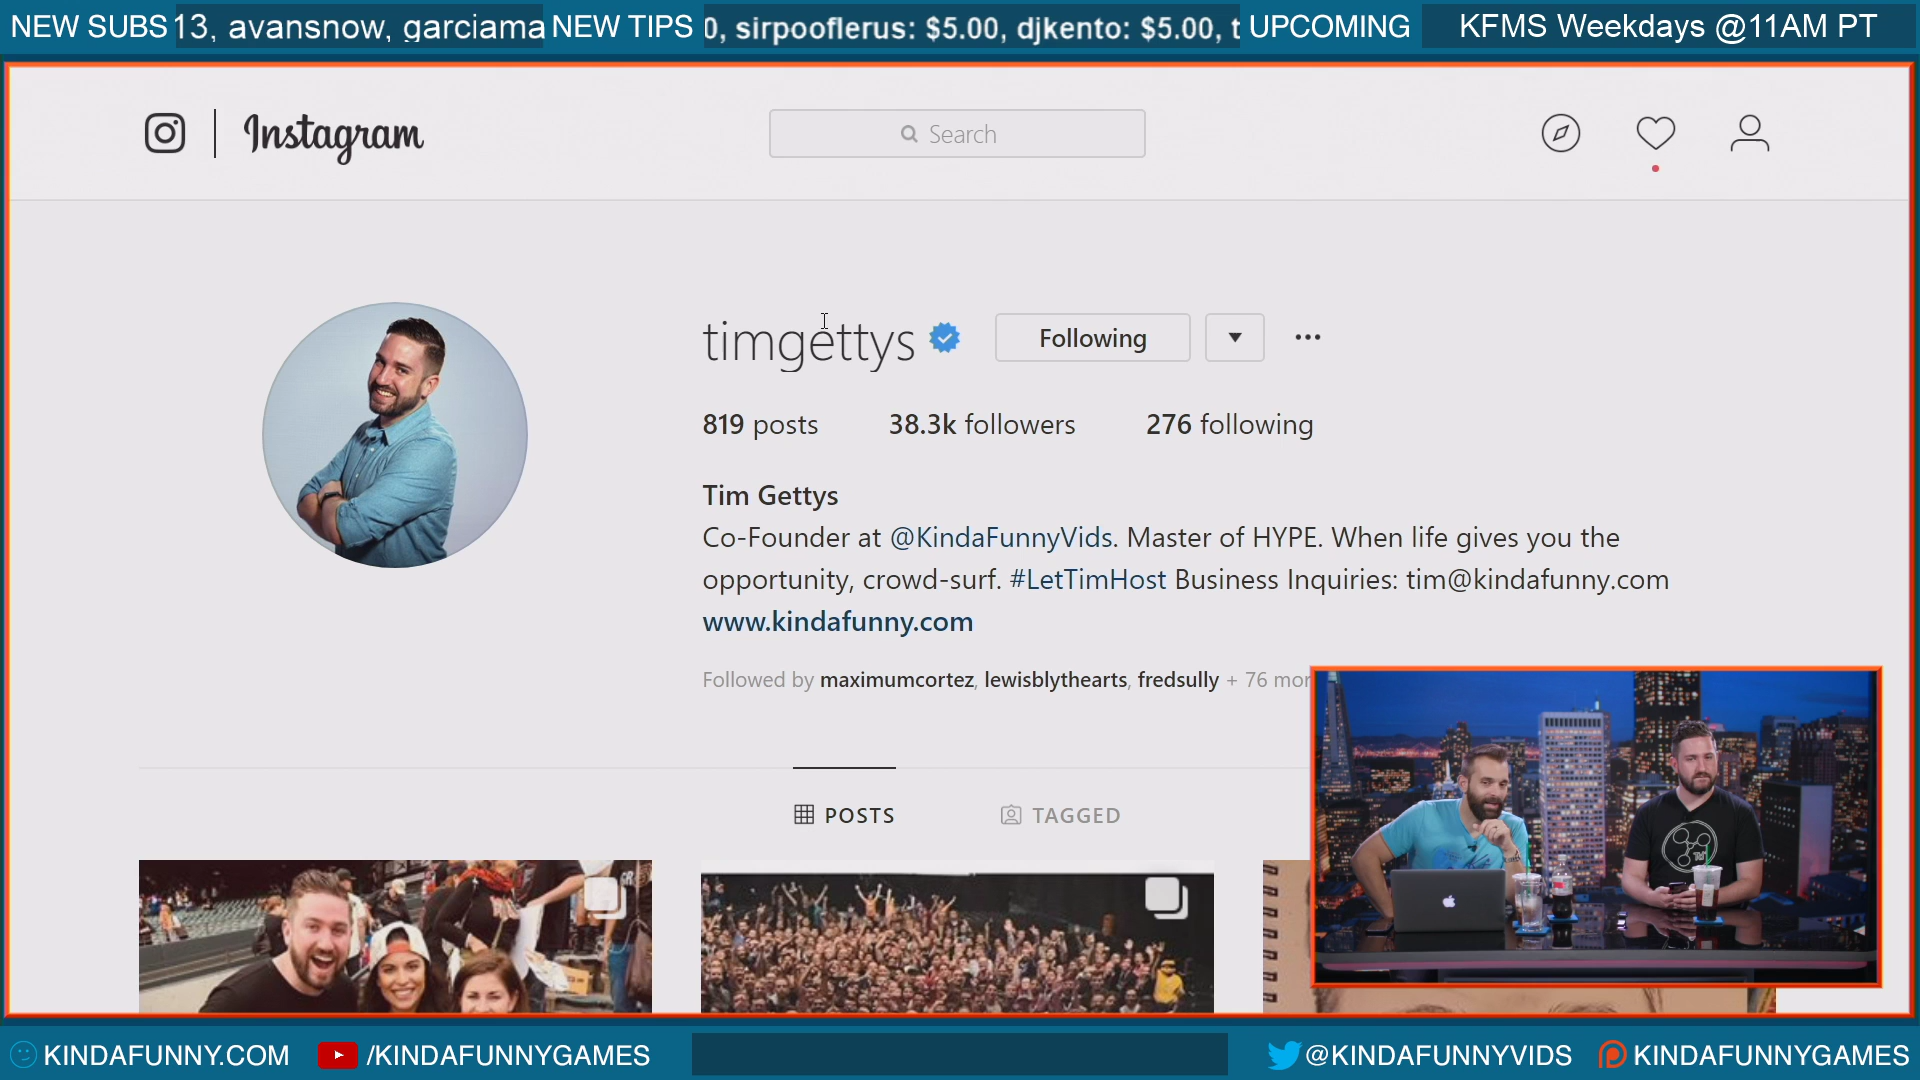 NEW SUBS 13, avansnow, garciama NEW TIPS 0, sirpooflerus: $5.00, djkento: $5.00, t UPCOMING KFMS Weekdays @11AM PT
Instagram Search
timgettys Following
819 posts 38.3k followers 276 following
Tim Gettys
Co-Founder at @KindaFunnyVids. Master of HYPE. When life gives you the
opportunity, crowd-surf. #LetTimHost Business Inquiries: tim@kindafunny.com
www.kindafunny.com
Followed by maximumcortez, lewisblythearts, fredsully + 76 mor
POSTS TAGGED
KINDAFUNNY.COM /KINDAFUNNYGAMES @KINDAFUNNYVIDS KINDAFUNNYGAMES